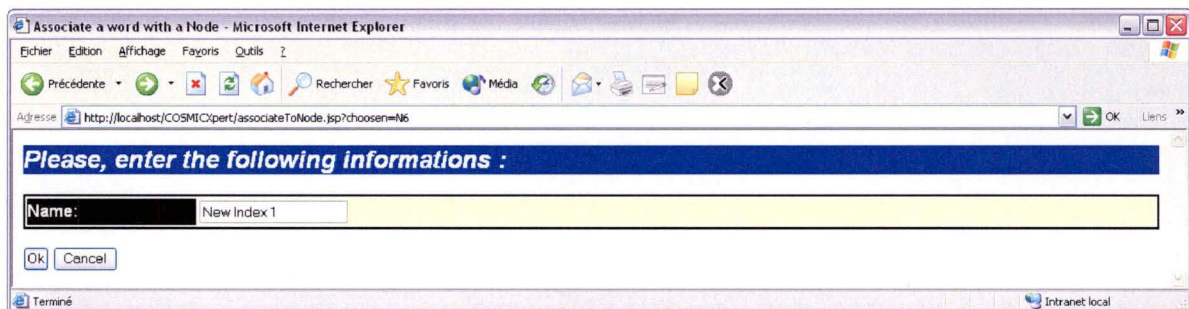 Associate a word with a Node - Microsoft Internet Explorer
Fichier Edition Affichage Favoris Outils ?
Précédente Rechercher Favoris Média
Adresse http://localhost/COSMICXpert/associateToNode.jsp?choosen=N6 OK Liens »
Please, enter the following informations :
Name: New Index 1
Ok Cancel
Terminé Intranet local